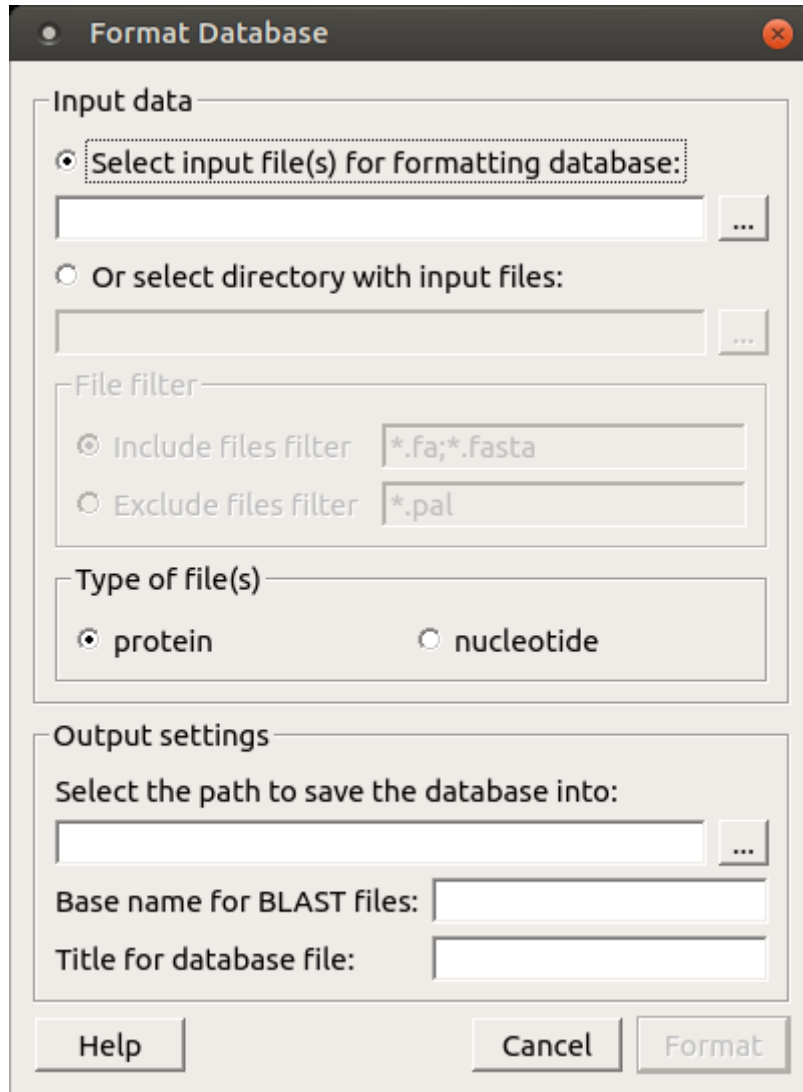 Format Database
Input data
Select input file(s) for formatting database:
...
Or select directory with input files:
...
File filter
Include files filter *.fa;*.fasta
Exclude files filter *.pal
Type of file(s)
protein nucleotide
Output settings
Select the path to save the database into:
...
Base name for BLAST files:
Title for database file:
Help Cancel Format